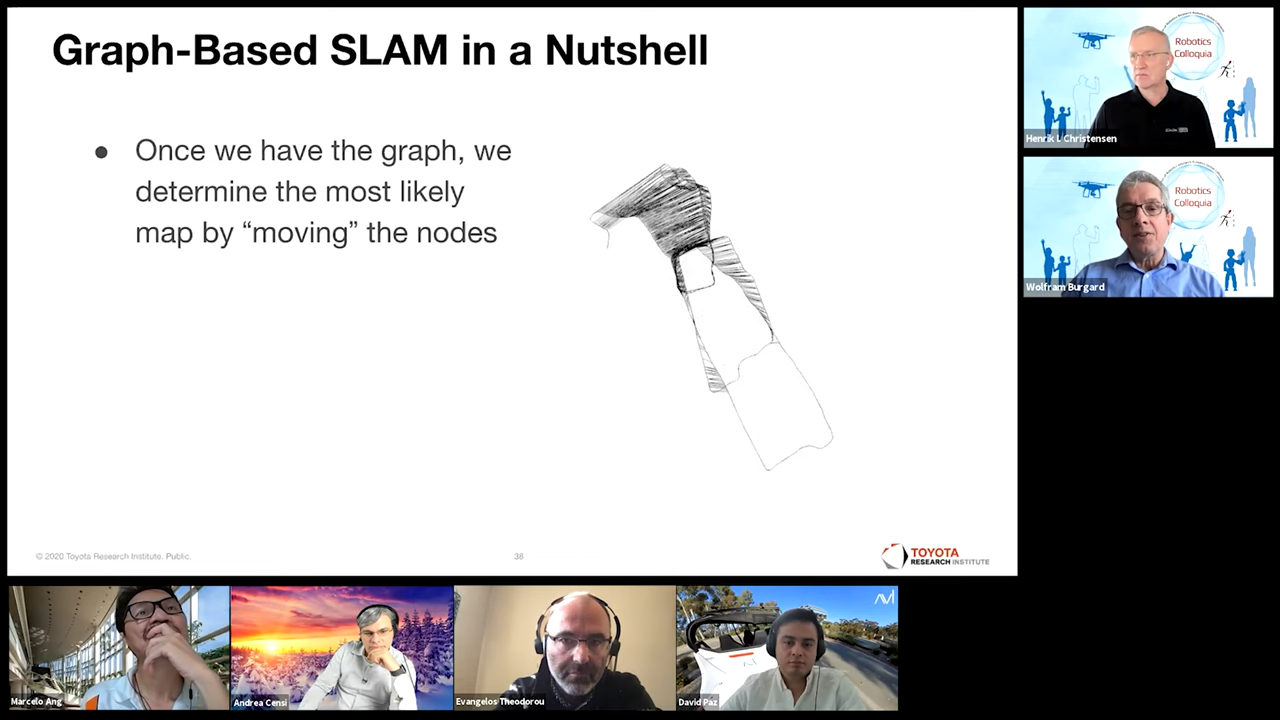 Graph-Based SLAM in a Nutshell
● Once we have the graph, we
determine the most likely
map by “moving” the nodes
© 2020 Toyota Research Institute. Public.
38
TOYOTA
RESEARCH INSTITUTE
Robotics
Colloquia
Henrik I Christensen
Robotics
Colloquia
Wolfram Burgard
Marcelo Ang
Andrea Censi
Evangelos Theodorou
David Paz